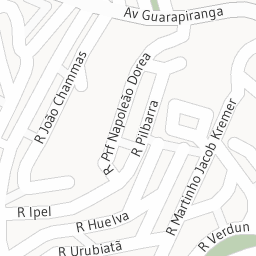 Av Guarapiranga
R João Chammas
R. Prf Napoleão Dorea
R Pilbarra
R Martinho Jacob Kremer
R Ipel
R Huelva
R Urubiatã
R Verdun